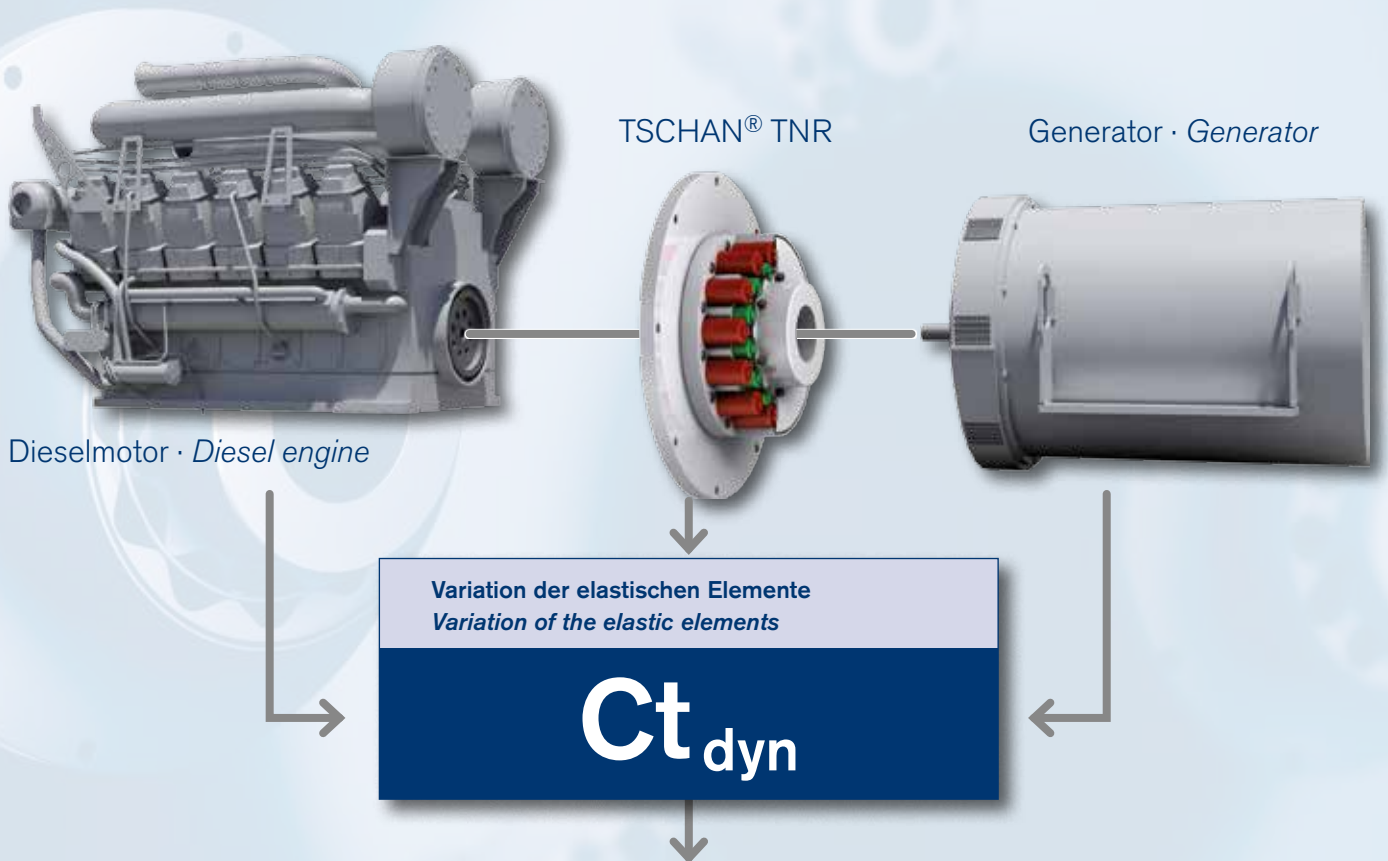 TSCHAN® TNR
Generator · Generator
Dieselmotor · Diesel engine
Variation der elastischen Elemente
Variation of the elastic elements
Ct dyn